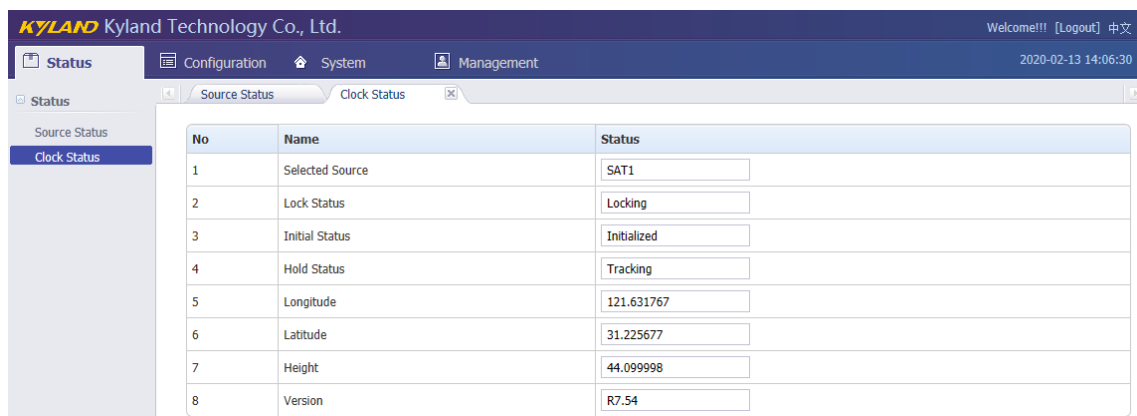 KYLAND Kyland Technology Co., Ltd. Welcome!!! [Logout] 中文
Status Configuration System Management 2020-02-13 14:06:30
Status Source Status Clock Status
Source Status
Clock Status
No Name Status
1 Selected Source SAT1
2 Lock Status Locking
3 Initial Status Initialized
4 Hold Status Tracking
5 Longitude 121.631767
6 Latitude 31.225677
7 Height 44.099998
8 Version R7.54